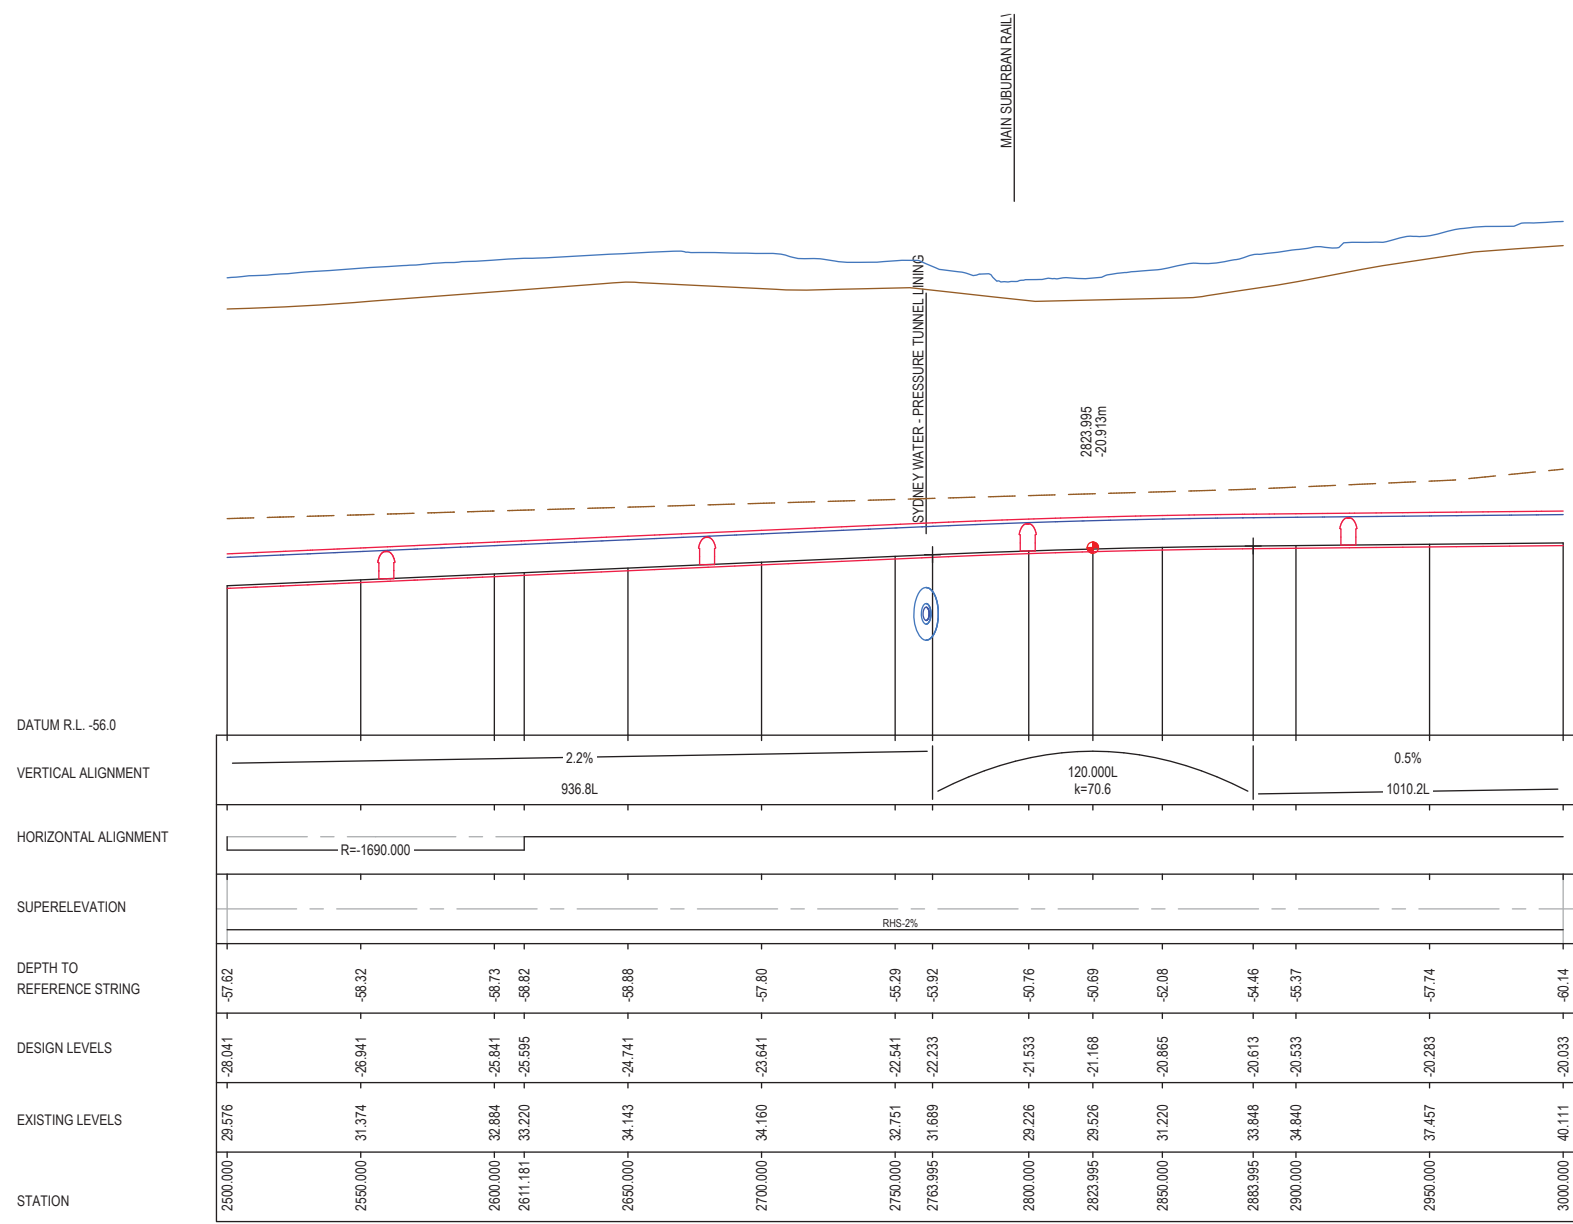 MAIN SUBURBAN RAIL
SYDNEY WATER - PRESSURE TUNNEL LINING
2823.995
-20.913m
DATUM R.L. -56.0
VERTICAL ALIGNMENT
2.2%
936.8L
120.000L
k=70.6
0.5%
1010.2L
HORIZONTAL ALIGNMENT
R=-1690.000
SUPERELEVATION
RHS-2%
DEPTH TO
REFERENCE STRING
-57.62 -58.32 -58.73 -58.82 -58.88 -57.80 -55.29 -53.92 -50.76 -50.69 -52.08 -54.46 -55.37 -57.74 -60.14
DESIGN LEVELS
-28.041 -26.941 -25.841 -25.595 -24.741 -23.641 -22.541 -22.233 -21.533 -21.168 -20.865 -20.613 -20.533 -20.283 -20.033
EXISTING LEVELS
29.576 31.374 32.884 33.220 34.143 34.160 32.751 31.689 29.226 29.526 31.220 33.848 34.840 37.457 40.111
STATION
2500.000 2550.000 2600.000 2611.181 2650.000 2700.000 2750.000 2763.995 2800.000 2823.995 2850.000 2883.995 2900.000 2950.000 3000.000